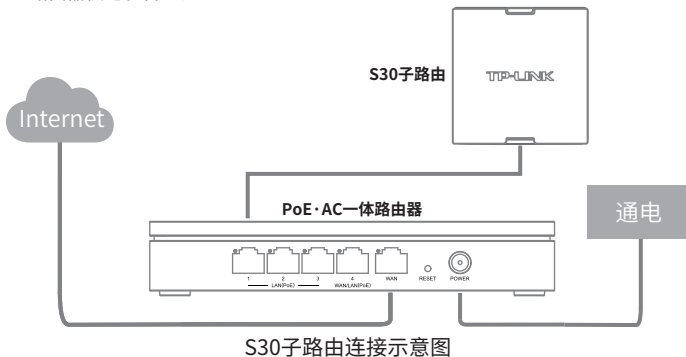 S30子路由
TP-LINK
Internet
PoE·AC一体路由器
通电
1 2 3 4 WAN RESET POWER
LAN(PoE) WAN/LAN(PoE)
S30子路由连接示意图